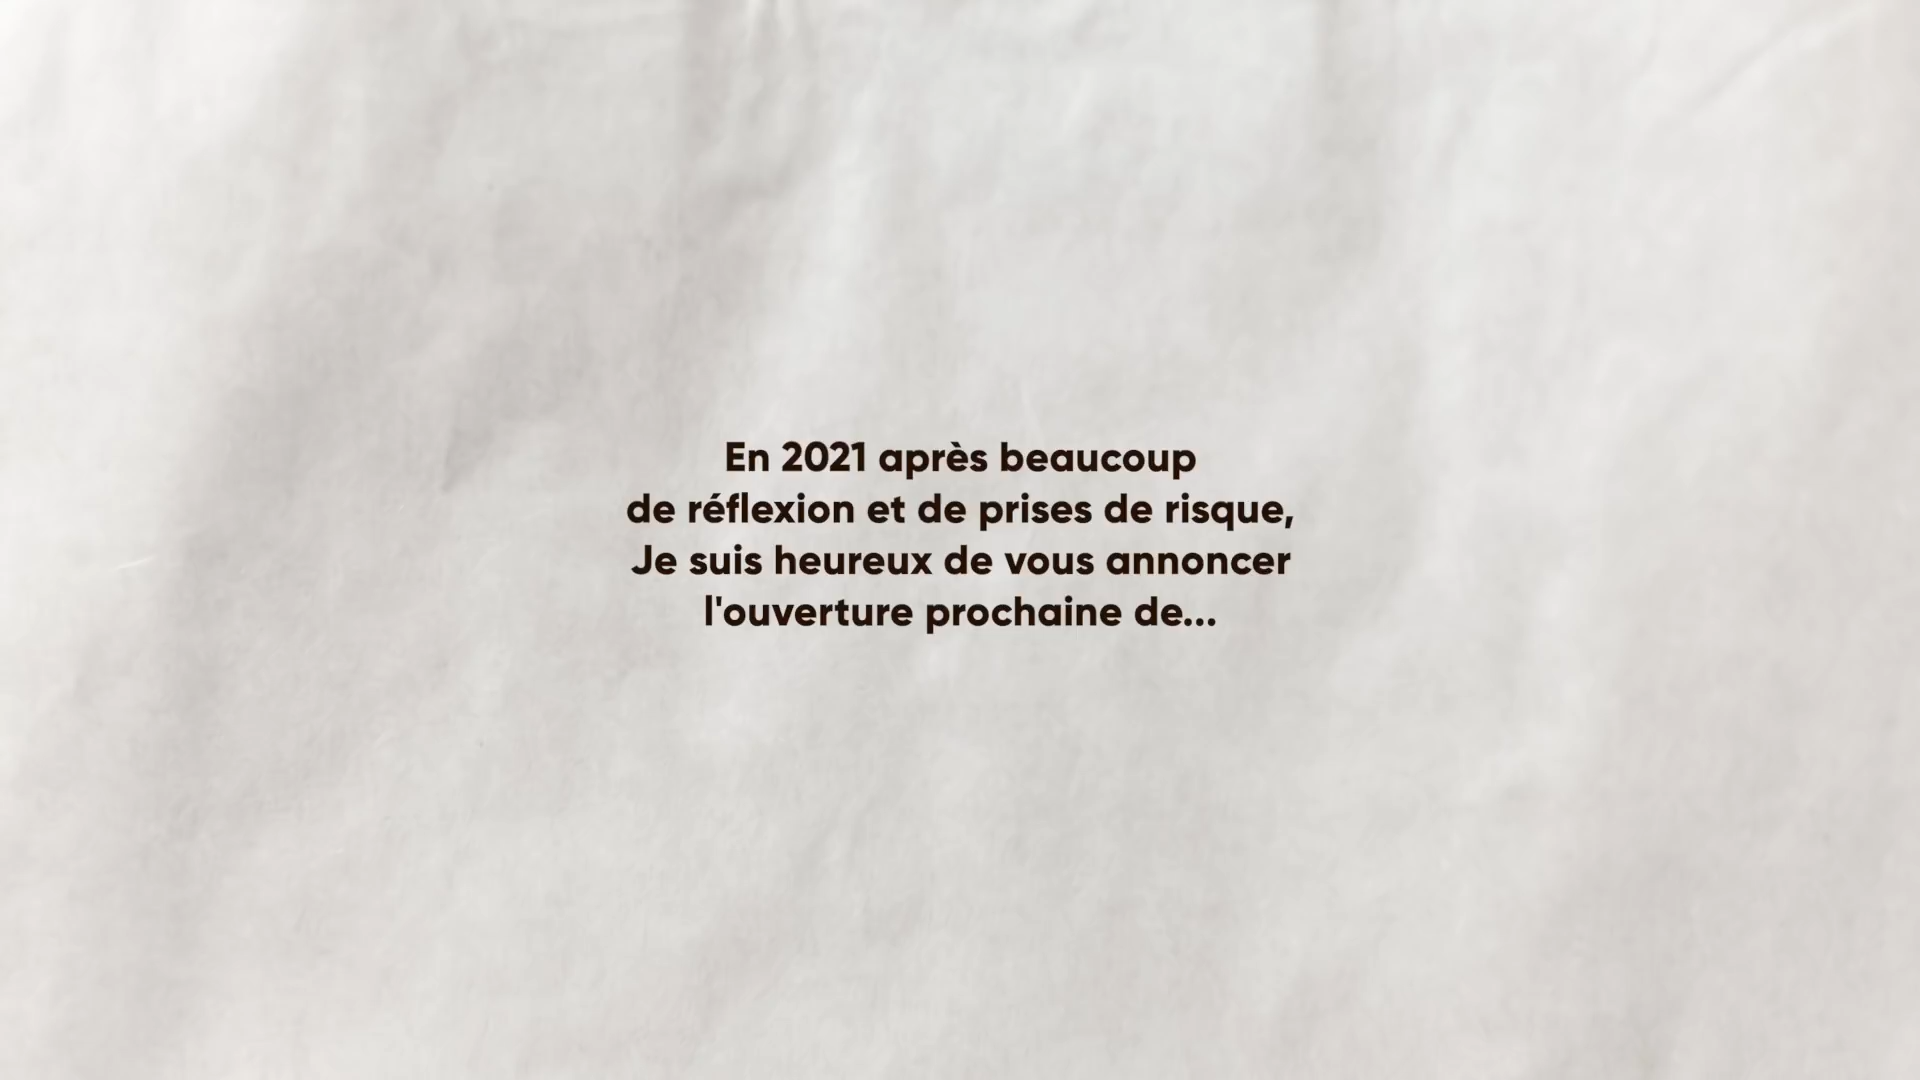 En 2021 après beaucoup
de réflexion et de prises de risque,
Je suis heureux de vous annoncer
l'ouverture prochaine de...